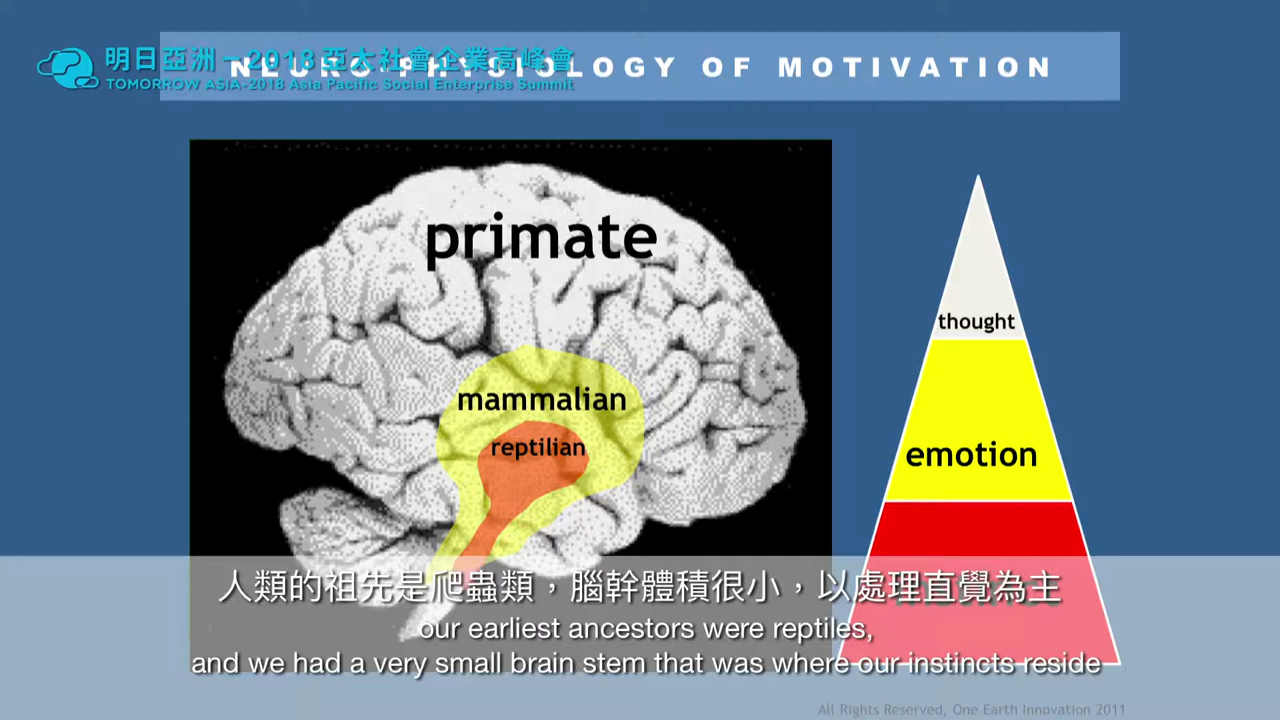 明日亞洲－2018亞太社會企業高峰會
TOMORROW ASIA-2018 Asia Pacific Social Enterprise Summit
NEURO-PHYSIOLOGY OF MOTIVATION
primate
mammalian
reptilian
thought
emotion
人類的祖先是爬蟲類，腦幹體積很小，以處理直覺為主
our earliest ancestors were reptiles,
and we had a very small brain stem that was where our instincts reside
All Rights Reserved, One Earth Innovation 2011